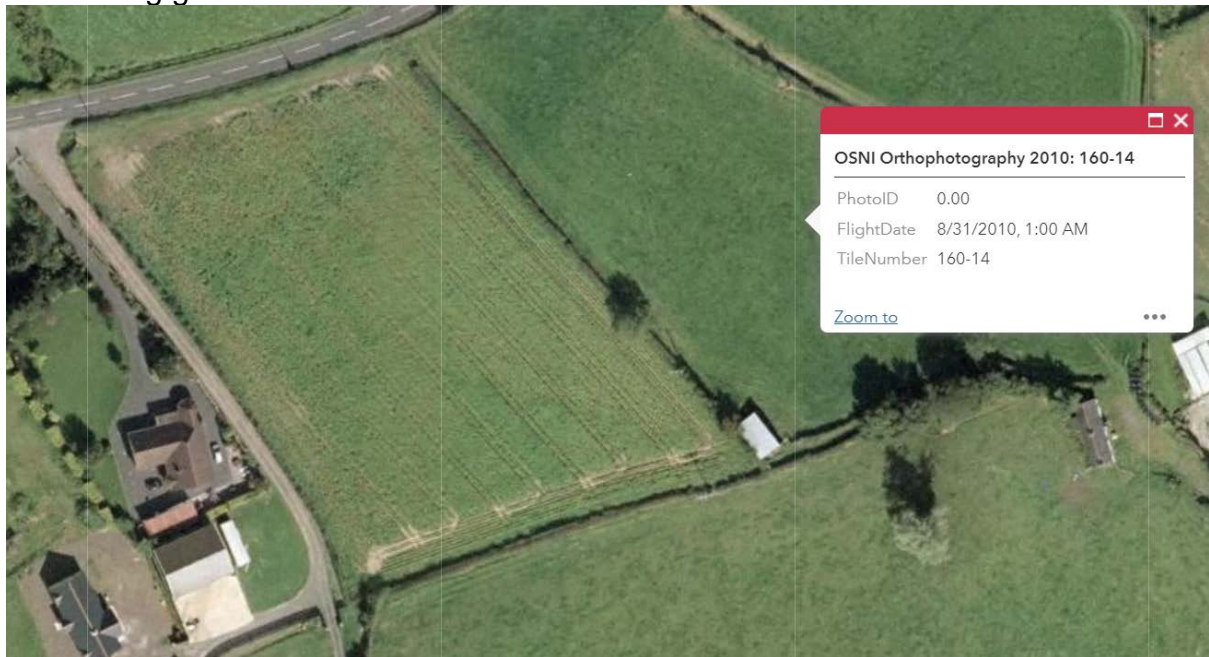 OSNI Orthophotography 2010: 160-14
PhotoID 0.00
FlightDate 8/31/2010, 1:00 AM
TileNumber 160-14
Zoom to